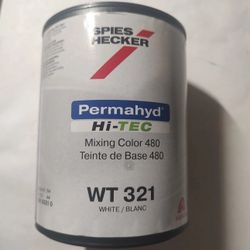 SPIES
HECKER
Permahyd®
Hi-TEC
Mixing Color 480
Teinte de Base 480
WT 321
WHITE / BLANC